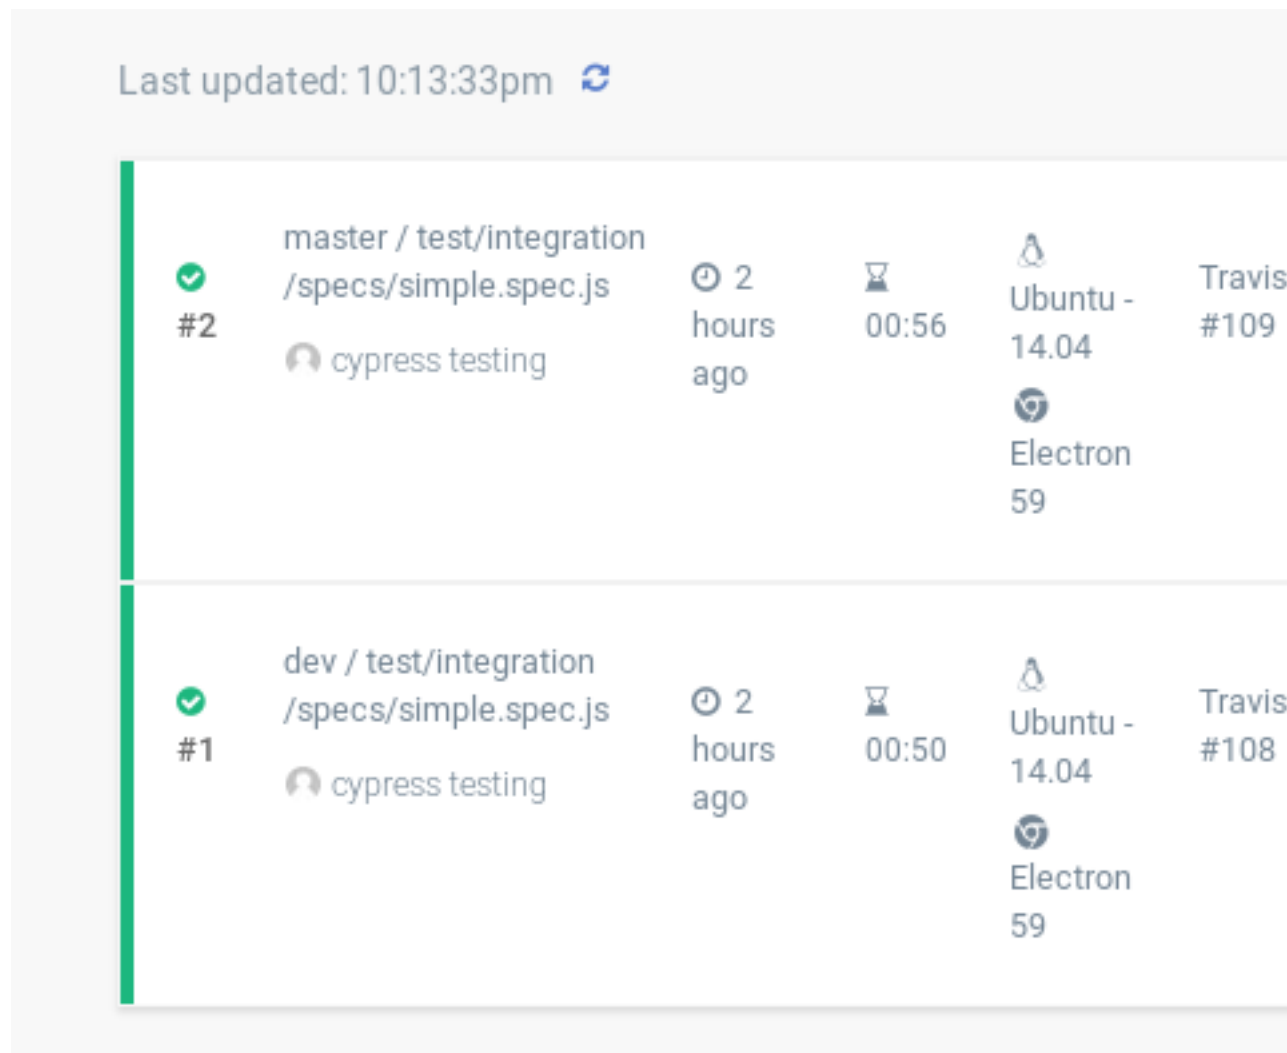 Last updated: 10:13:33pm
#2
master / test/integration
/specs/simple.spec.js
cypress testing
2
hours
ago
00:56
Ubuntu -
14.04
Electron
59
Travis
#109
#1
dev / test/integration
/specs/simple.spec.js
cypress testing
2
hours
ago
00:50
Ubuntu -
14.04
Electron
59
Travis
#108